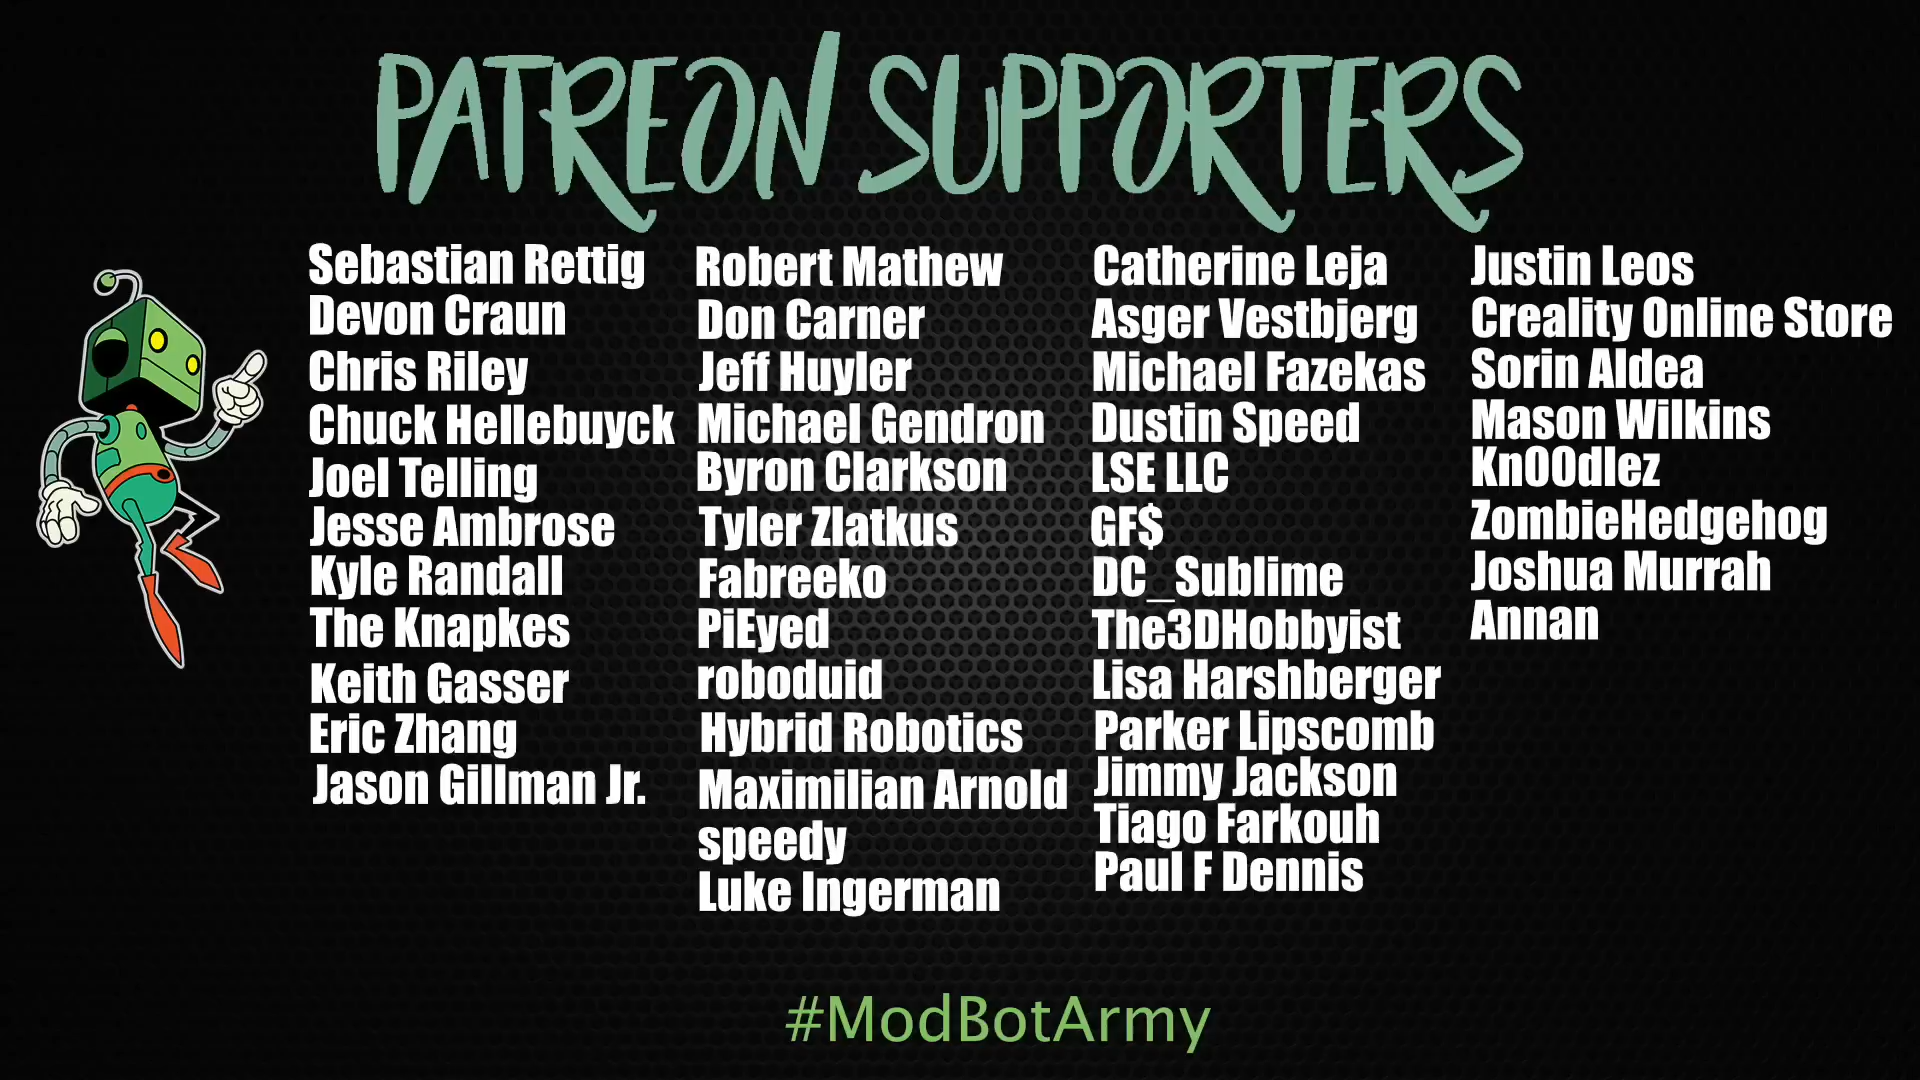 PATREON SUPPORTERS
Sebastian Rettig
Devon Craun
Chris Riley
Chuck Hellebuyck
Joel Telling
Jesse Ambrose
Kyle Randall
The Knapkes
Keith Gasser
Eric Zhang
Jason Gillman Jr.
Robert Mathew
Don Carner
Jeff Huyler
Michael Gendron
Byron Clarkson
Tyler Zlatkus
Fabreeko
PiEyed
roboduid
Hybrid Robotics
Maximilian Arnold
speedy
Luke Ingerman
Catherine Leja
Asger Vestbjerg
Michael Fazekas
Dustin Speed
LSE LLC
GF$
DC_Sublime
The3DHobbyist
Lisa Harshberger
Parker Lipscomb
Jimmy Jackson
Tiago Farkouh
Paul F Dennis
Justin Leos
Creality Online Store
Sorin Aldea
Mason Wilkins
Kn00dlez
ZombieHedgehog
Joshua Murrah
Annan
#ModBotArmy